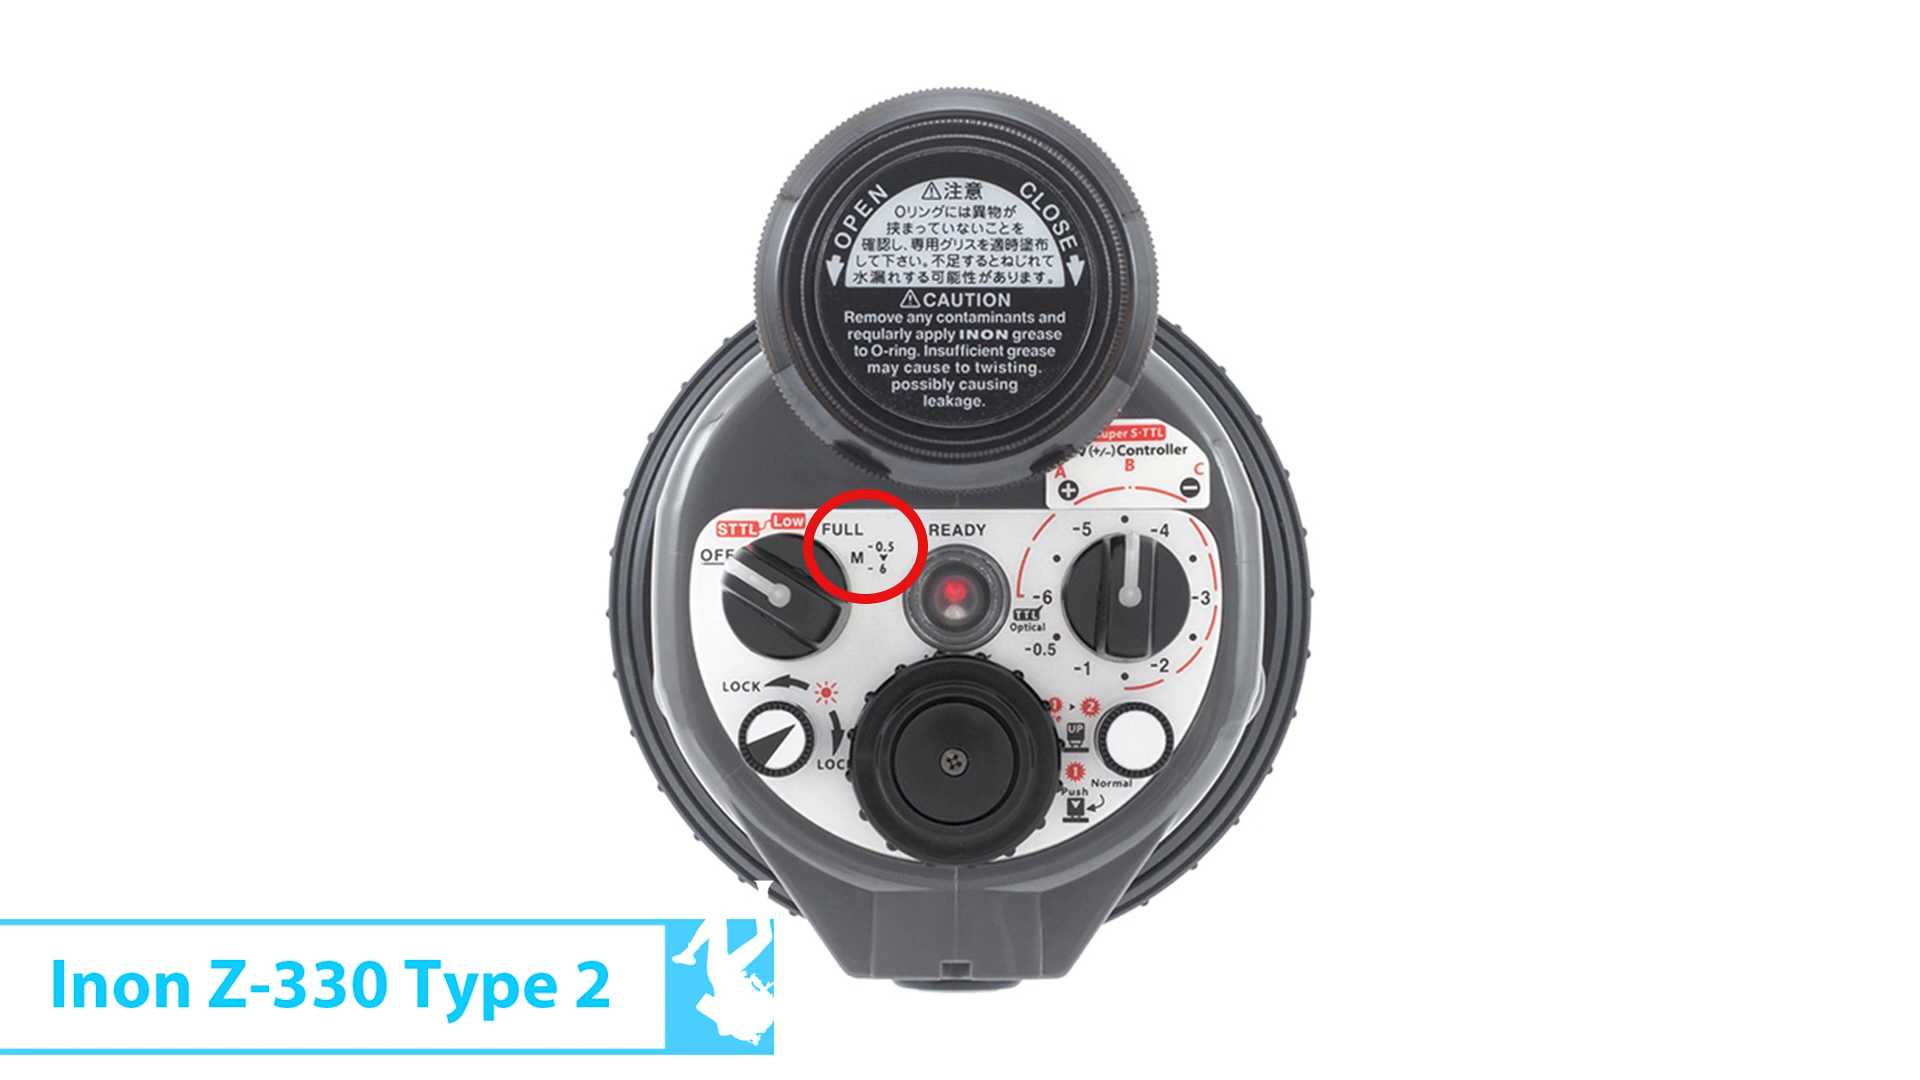 OPEN
CLOSE
⚠注意
Oリングには異物が
挟まっていないことを
確認し、専用グリスを適時塗布
して下さい。不足するとねじれて
水漏れする可能性があります。
⚠CAUTION
Remove any contaminants and
reqularly apply INON grease
to O-ring. Insufficient grease
may cause to twisting.
possibly causing
leakage.
S-TTL
(+/-)Controller
A B C
+ −
STTL Low FULL READY
OFF
M -0.5
-6
-5 -4
-6 -3
TTL
Optical
-0.5
-1 -2
LOCK
1 2
UP
1
Normal
Push
Inon Z-330 Type 2